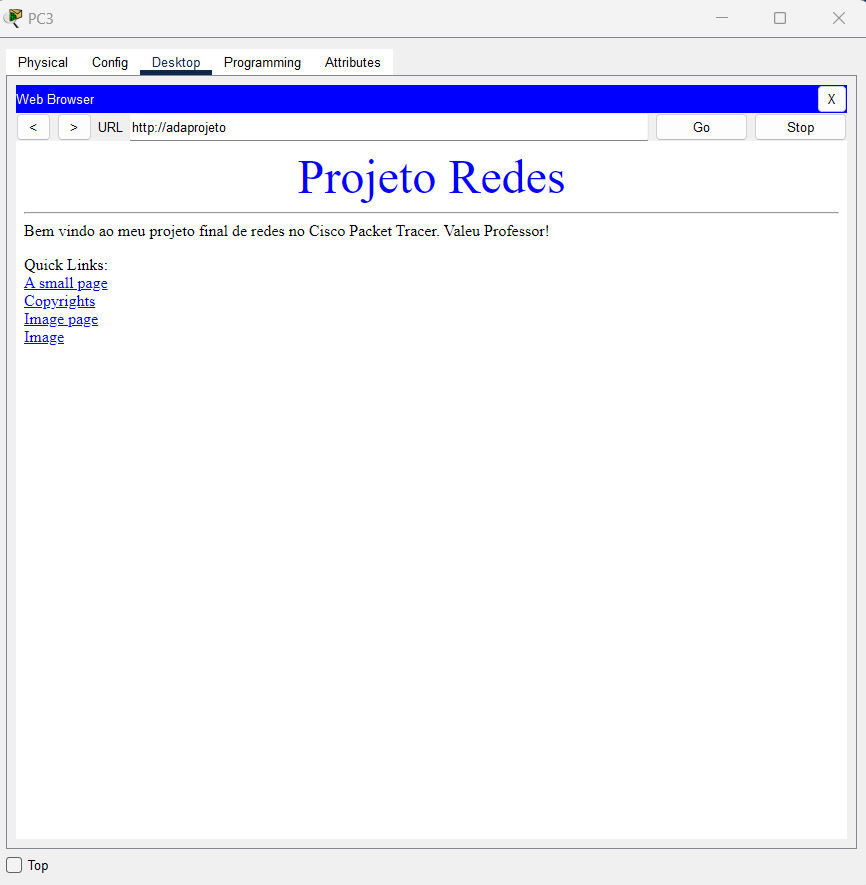 PC3
Physical Config Desktop Programming Attributes
Web Browser X
< > URL http://adaprojeto Go Stop
Projeto Redes
Bem vindo ao meu projeto final de redes no Cisco Packet Tracer. Valeu Professor!
Quick Links:
A small page
Copyrights
Image page
Image
Top